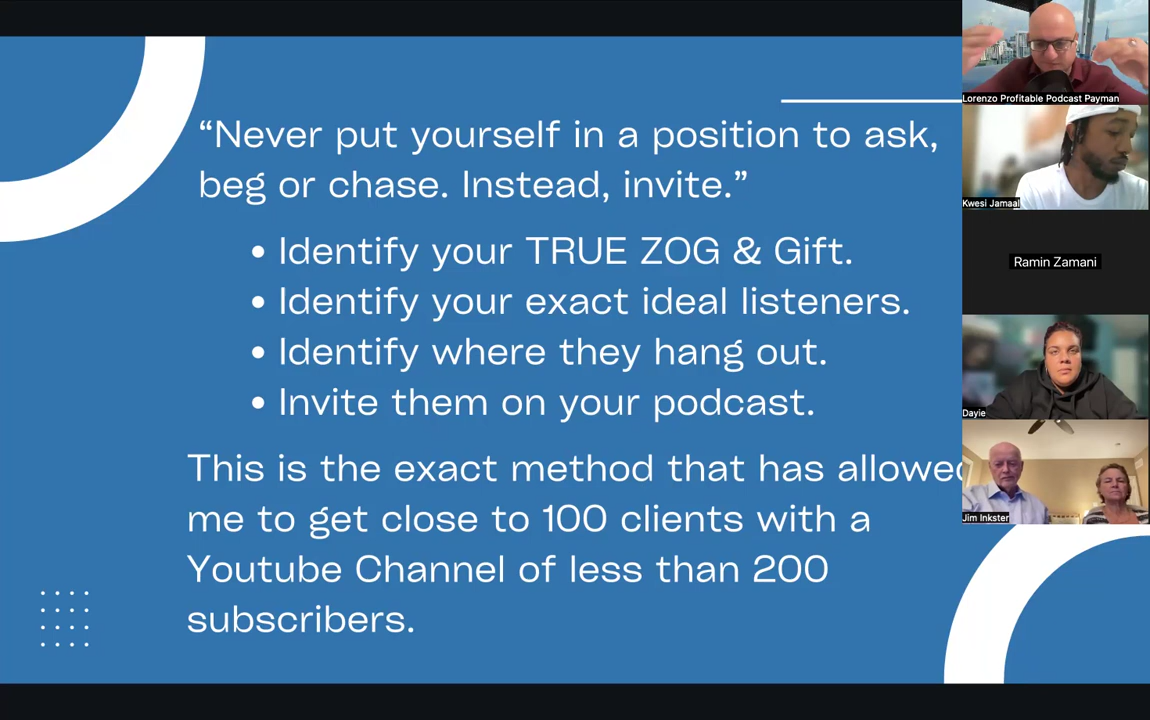 “Never put yourself in a position to ask,
beg or chase. Instead, invite.”
• Identify your TRUE ZOG & Gift.
• Identify your exact ideal listeners.
• Identify where they hang out.
• Invite them on your podcast.
This is the exact method that has allowed
me to get close to 100 clients with a
Youtube Channel of less than 200
subscribers.
Lorenzo Profitable Podcast Payman
Kwesi Jamaal
Ramin Zamani
Dayie
Jim Inkster